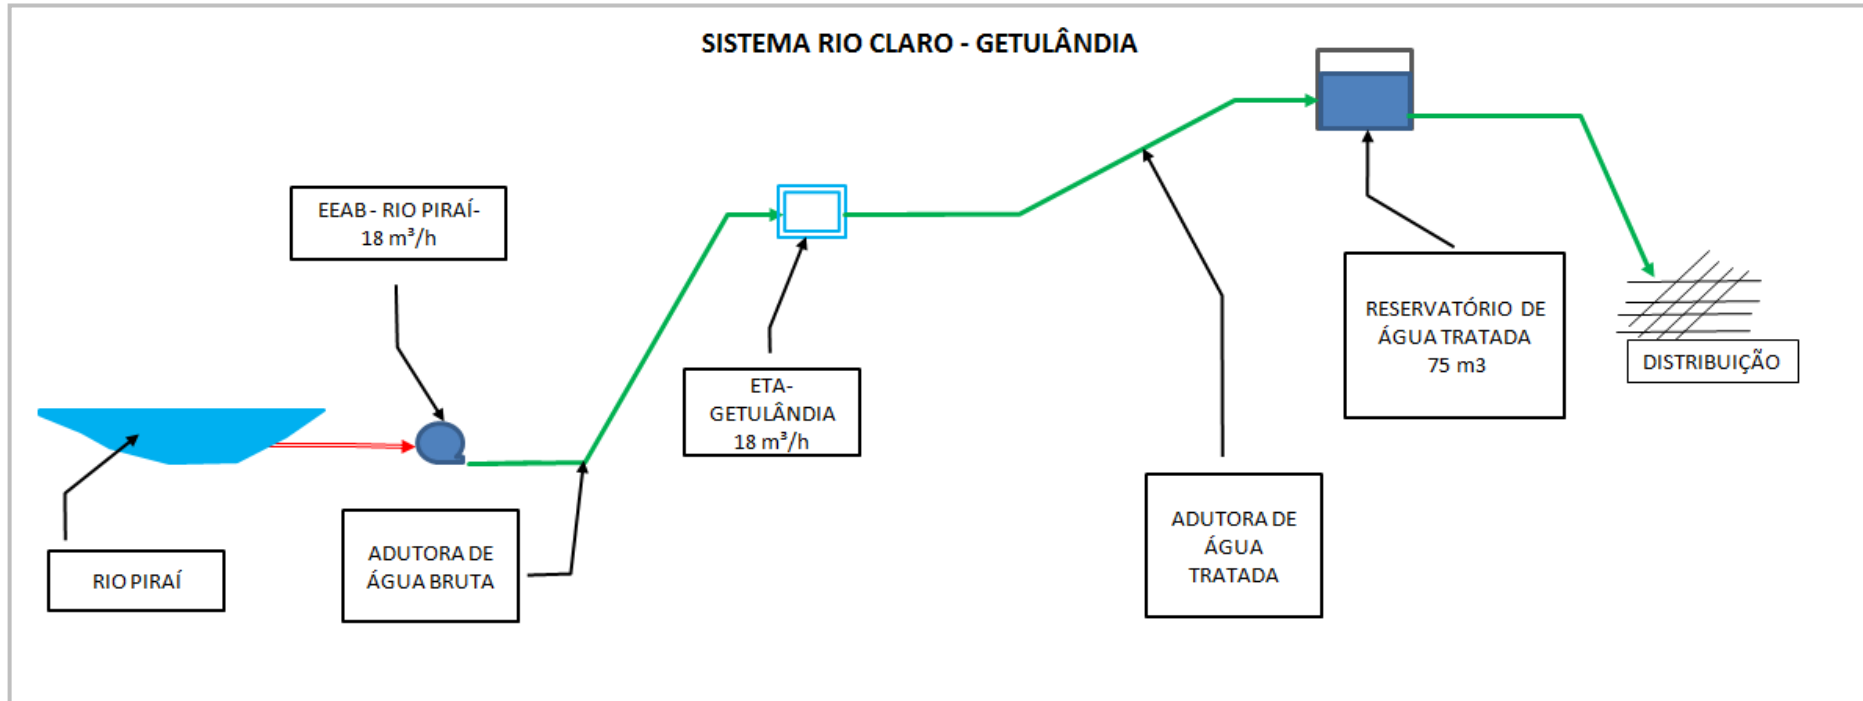 SISTEMA RIO CLARO - GETULÂNDIA
EEAB - RIO PIRAÍ-
18 m³/h
RIO PIRAÍ
ADUTORA DE
ÁGUA BRUTA
ETA-
GETULÂNDIA
18 m³/h
ADUTORA DE
ÁGUA
TRATADA
RESERVATÓRIO DE
ÁGUA TRATADA
75 m3
DISTRIBUIÇÃO